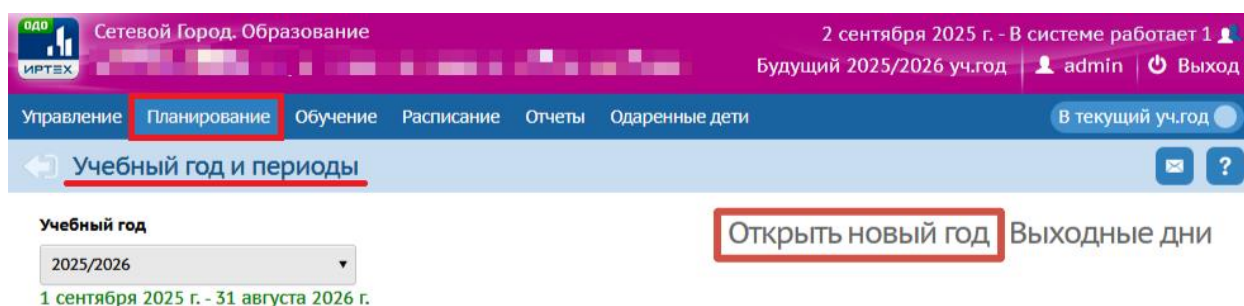 ОДО
ИРТЕХ
Сетевой Город. Образование
2 сентября 2025 г. - В системе работает 1
Будущий 2025/2026 уч.год admin Выход
Управление Планирование Обучение Расписание Отчеты Одаренные дети В текущий уч.год
Учебный год и периоды ?
Учебный год
Открыть новый год Выходные дни
2025/2026
1 сентября 2025 г. - 31 августа 2026 г.